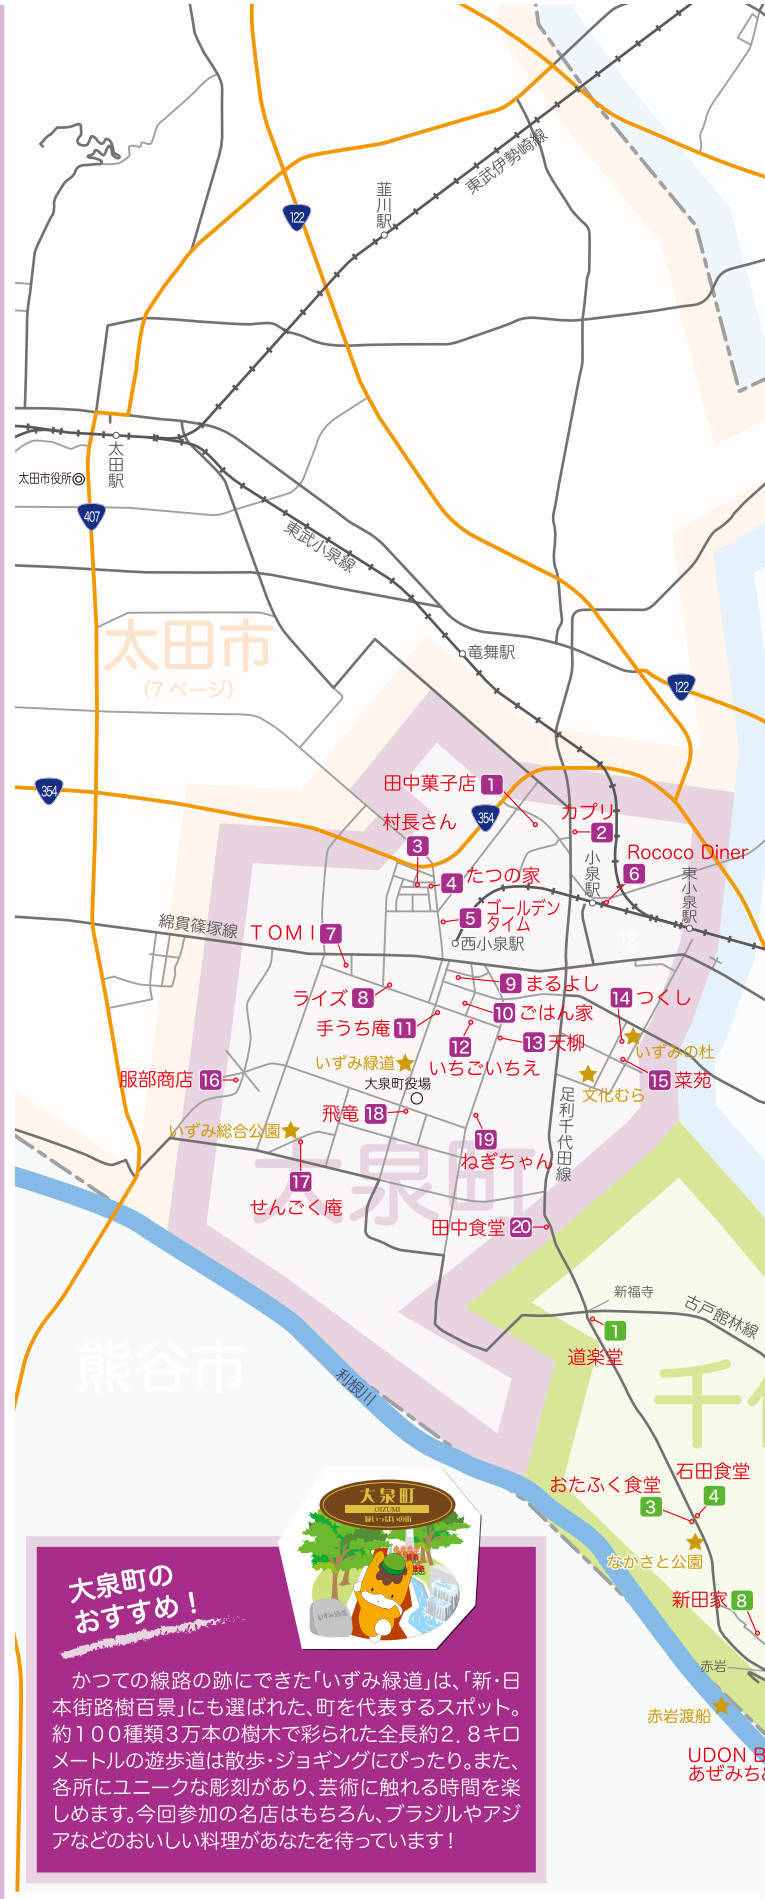 東武伊勢崎線
韮川駅
122
太田駅
太田市役所
407
東武小泉線
太田市
(7ページ)
竜舞駅
122
354
田中菓子店 1
354
カプリ
2
村長さん
3
小泉駅
Rococo Diner
6
東小泉駅
4 たつの家
5 ゴールデン
タイム
西小泉駅
綿貫篠塚線
TOMI 7
12
9 まるよし
ライズ 8
10 ごはん家
14 つくし
手うち庵 11
12
いちごいちえ
13 天柳
いずみの杜
いずみ緑道
大泉町役場
服部商店 16
15 菜苑
文化むら
飛竜 18
足利千代田線
いずみ総合公園
19
ねぎちゃん
大泉町
17
せんごく庵
田中食堂 20
新福寺
古戸館林線
1
道楽堂
熊谷市
利根川
千
石田食堂
4
おたふく食堂
3
なかさと公園
新田家 8
赤岩
赤岩渡船
UDON B
あぜみち
大泉町
OIZUMI
緑いっぱいの街
いずみ緑道
大泉町の
おすすめ！
かつての線路の跡にできた「いずみ緑道」は、「新・日
本街路樹百景」にも選ばれた、町を代表するスポット。
約１００種類３万本の樹木で彩られた全長約２.８キロ
メートルの遊歩道は散歩・ジョギングにぴったり。また、
各所にユニークな彫刻があり、芸術に触れる時間を楽
しめます。今回参加の名店はもちろん、ブラジルやアジ
アなどのおいしい料理があなたを待っています！